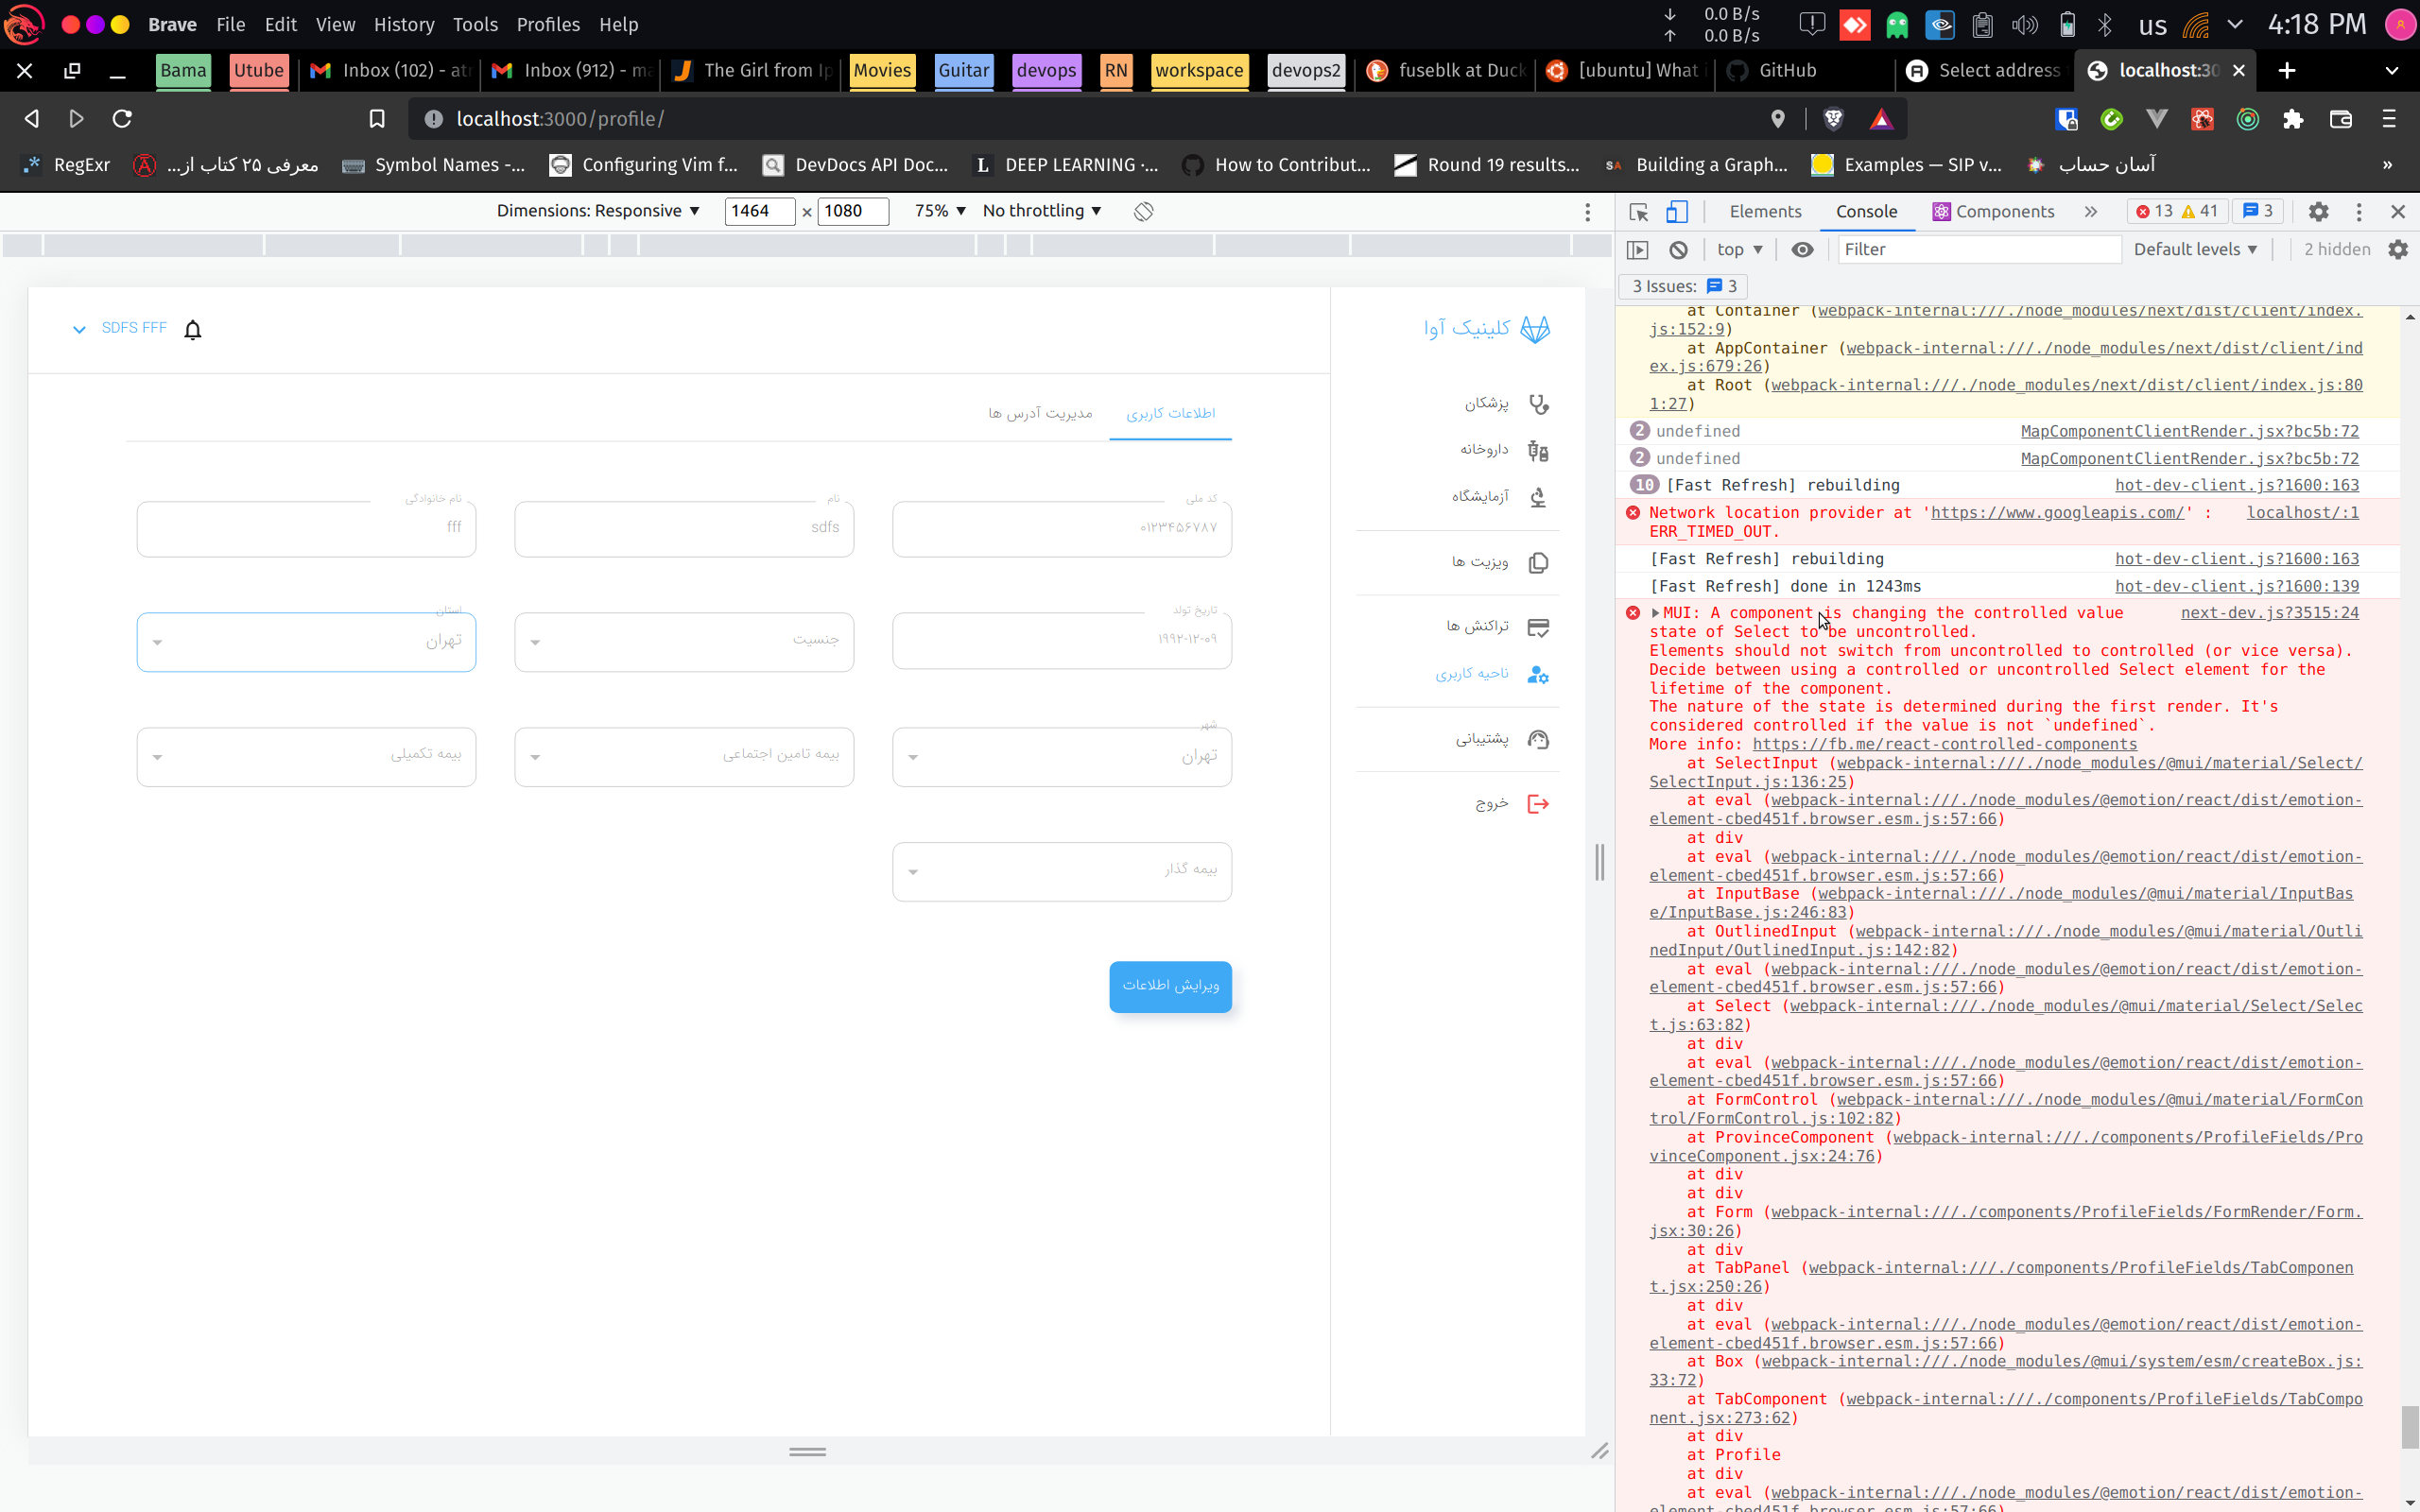 Brave File Edit View History Tools Profiles Help
0.0 B/s
0.0 B/s
us
4:18 PM
Bama
Utube
Inbox (102) - at
Inbox (912) - m
The Girl from Ip
Movies
Guitar
devops
RN
workspace
devops2
fuseblk at Duck
[ubuntu] What i
GitHub
Select address
localhost:30
localhost:3000/profile/
RegExr
معرفی ۲۵ کتاب از...
Symbol Names -...
Configuring Vim f...
DevDocs API Doc...
DEEP LEARNING ·...
How to Contribut...
Round 19 results...
Building a Graph...
Examples — SIP v...
آسان حساب
»
Dimensions: Responsive
1464 × 1080
75%
No throttling
Elements
Console
Components
13
41
3
top
Filter
Default levels
2 hidden
3 Issues:
3
SDFS FFF
کلینیک آوا
اطلاعات کاربری
مدیریت آدرس ها
کد ملی
۰۱۲۳۴۵۶۷۸۷
نام
sdfs
نام خانوادگی
fff
تاریخ تولد
۱۹۹۲-۱۲-۰۹
جنسیت
استان
تهران
شهر
تهران
بیمه تامین اجتماعی
بیمه تکمیلی
بیمه گذار
ویرایش اطلاعات
پزشکان
داروخانه
آزمایشگاه
ویزیت ها
تراکنش ها
ناحیه کاربری
پشتیبانی
خروج
at Container (webpack-internal:///./node_modules/next/dist/client/index.
js:152:9)
at AppContainer (webpack-internal:///./node_modules/next/dist/client/ind
ex.js:679:26)
at Root (webpack-internal:///./node_modules/next/dist/client/index.js:80
1:27)
2 undefined MapComponentClientRender.jsx?bc5b:72
2 undefined MapComponentClientRender.jsx?bc5b:72
10 [Fast Refresh] rebuilding hot-dev-client.js?1600:163
Network location provider at 'https://www.googleapis.com/' : localhost/:1
ERR_TIMED_OUT.
[Fast Refresh] rebuilding hot-dev-client.js?1600:163
[Fast Refresh] done in 1243ms hot-dev-client.js?1600:139
MUI: A component is changing the controlled value next-dev.js?3515:24
state of Select to be uncontrolled.
Elements should not switch from uncontrolled to controlled (or vice versa).
Decide between using a controlled or uncontrolled Select element for the
lifetime of the component.
The nature of the state is determined during the first render. It's
considered controlled if the value is not `undefined`.
More info: https://fb.me/react-controlled-components
at SelectInput (webpack-internal:///./node_modules/@mui/material/Select/
SelectInput.js:136:25)
at eval (webpack-internal:///./node_modules/@emotion/react/dist/emotion-
element-cbed451f.browser.esm.js:57:66)
at div
at eval (webpack-internal:///./node_modules/@emotion/react/dist/emotion-
element-cbed451f.browser.esm.js:57:66)
at InputBase (webpack-internal:///./node_modules/@mui/material/InputBas
e/InputBase.js:246:83)
at OutlinedInput (webpack-internal:///./node_modules/@mui/material/Outli
nedInput/OutlinedInput.js:142:82)
at eval (webpack-internal:///./node_modules/@emotion/react/dist/emotion-
element-cbed451f.browser.esm.js:57:66)
at Select (webpack-internal:///./node_modules/@mui/material/Select/Selec
t.js:63:82)
at div
at eval (webpack-internal:///./node_modules/@emotion/react/dist/emotion-
element-cbed451f.browser.esm.js:57:66)
at FormControl (webpack-internal:///./node_modules/@mui/material/FormCon
trol/FormControl.js:102:82)
at ProvinceComponent (webpack-internal:///./components/ProfileFields/Pro
vinceComponent.jsx:24:76)
at div
at div
at Form (webpack-internal:///./components/ProfileFields/FormRender/Form.
jsx:30:26)
at div
at TabPanel (webpack-internal:///./components/ProfileFields/TabComponen
t.jsx:250:26)
at div
at eval (webpack-internal:///./node_modules/@emotion/react/dist/emotion-
element-cbed451f.browser.esm.js:57:66)
at Box (webpack-internal:///./node_modules/@mui/system/esm/createBox.js:
33:72)
at TabComponent (webpack-internal:///./components/ProfileFields/TabCompo
nent.jsx:273:62)
at div
at Profile
at div
at eval (webpack-internal:///./node_modules/@emotion/react/dist/emotion-
element-cbed451f.browser.esm.js:57:66)